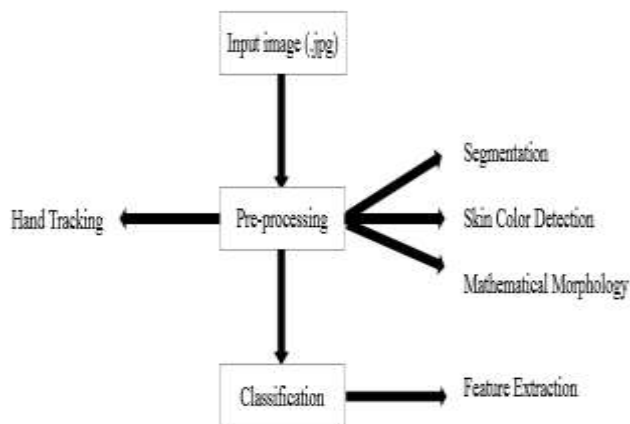 Input image (.jpg)
Segmentation
Hand Tracking
Pre-processing
Skin Color Detection
Mathematical Morphology
Classification
Feature Extraction